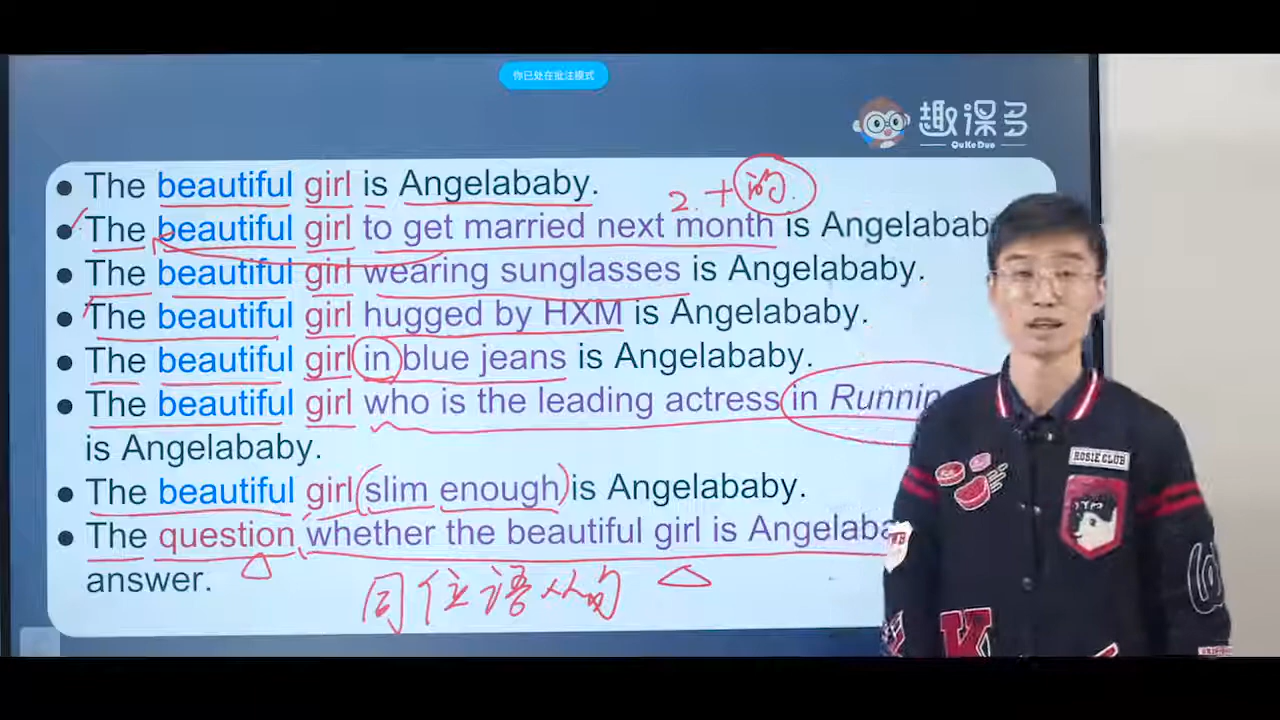 你已处在批注模式
趣课多
QuKeDuo
The beautiful girl is Angelababy.
2. + 的
The beautiful girl to get married next month is Angelabab
The beautiful girl wearing sunglasses is Angelababy.
The beautiful girl hugged by HXM is Angelababy.
The beautiful girl in blue jeans is Angelababy.
The beautiful girl who is the leading actress in Runnin
is Angelababy.
The beautiful girl slim enough is Angelababy.
The question whether the beautiful girl is Angelaba
answer.
同位语从句
ROSIE CLUB
WB
K